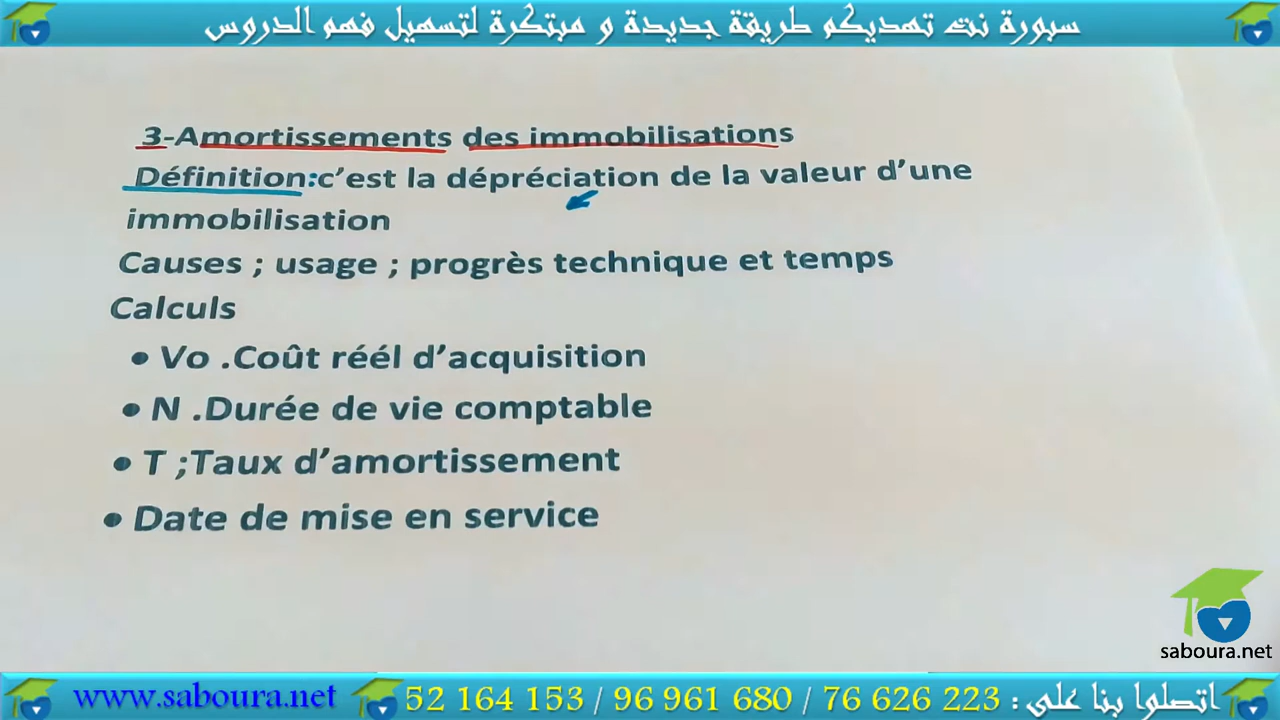 سبورة نت تهديكم طريقة جديدة و مبتكرة لتسهيل فهم الدروس
3-Amortissements des immobilisations
Définition:c’est la dépréciation de la valeur d’une
immobilisation
Causes ; usage ; progrès technique et temps
Calculs
• Vo .Coût réél d’acquisition
• N .Durée de vie comptable
• T ;Taux d’amortissement
• Date de mise en service
saboura.net
www.saboura.net 52 164 153 / 96 961 680 / 76 626 223 : اتصلوا بنا على